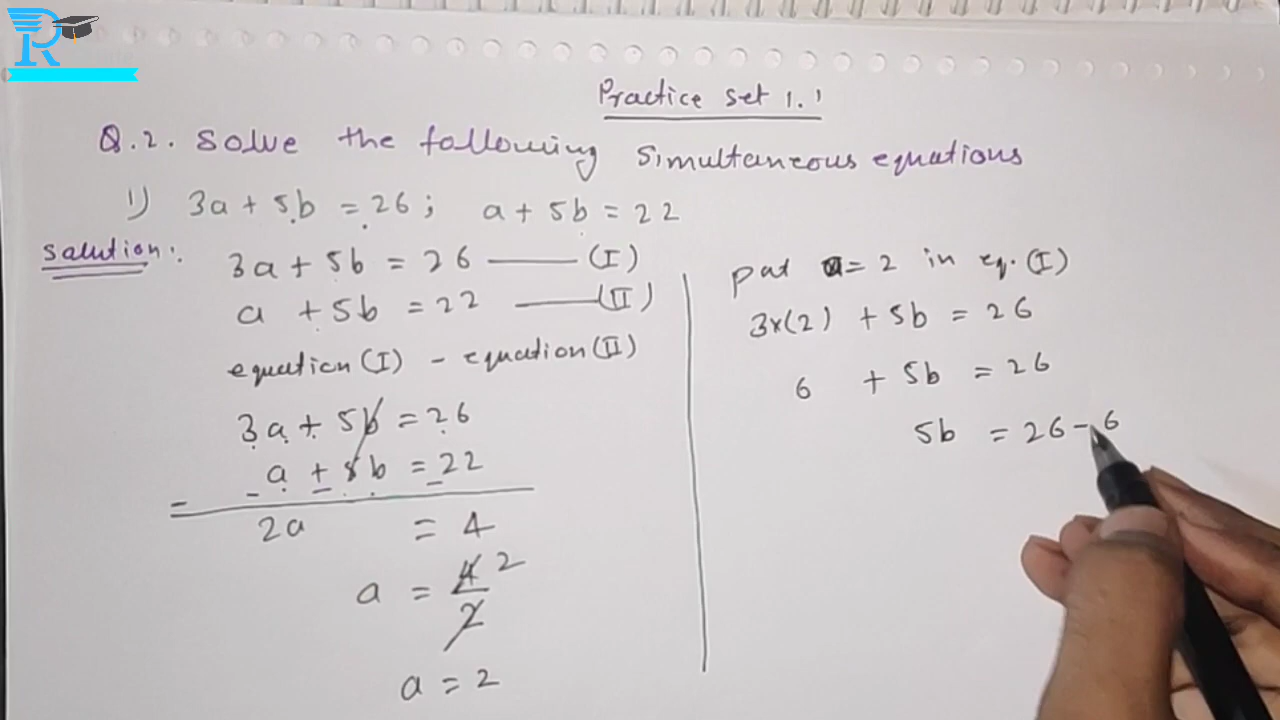 R
Practice set 1.1
Q.2. Solve the following simultaneous equations
1) 3a + 5b = 26; a + 5b = 22
Solution:
3a + 5b = 26 (I)
a + 5b = 22 (II)
equation (I) - equation (II)
3a + 5b = 26
a + 5b = 22
- - -
2a = 4
a = 4/2 2
a = 2
put a = 2 in eq. (I)
3×(2) + 5b = 26
6 + 5b = 26
5b = 26 - 6